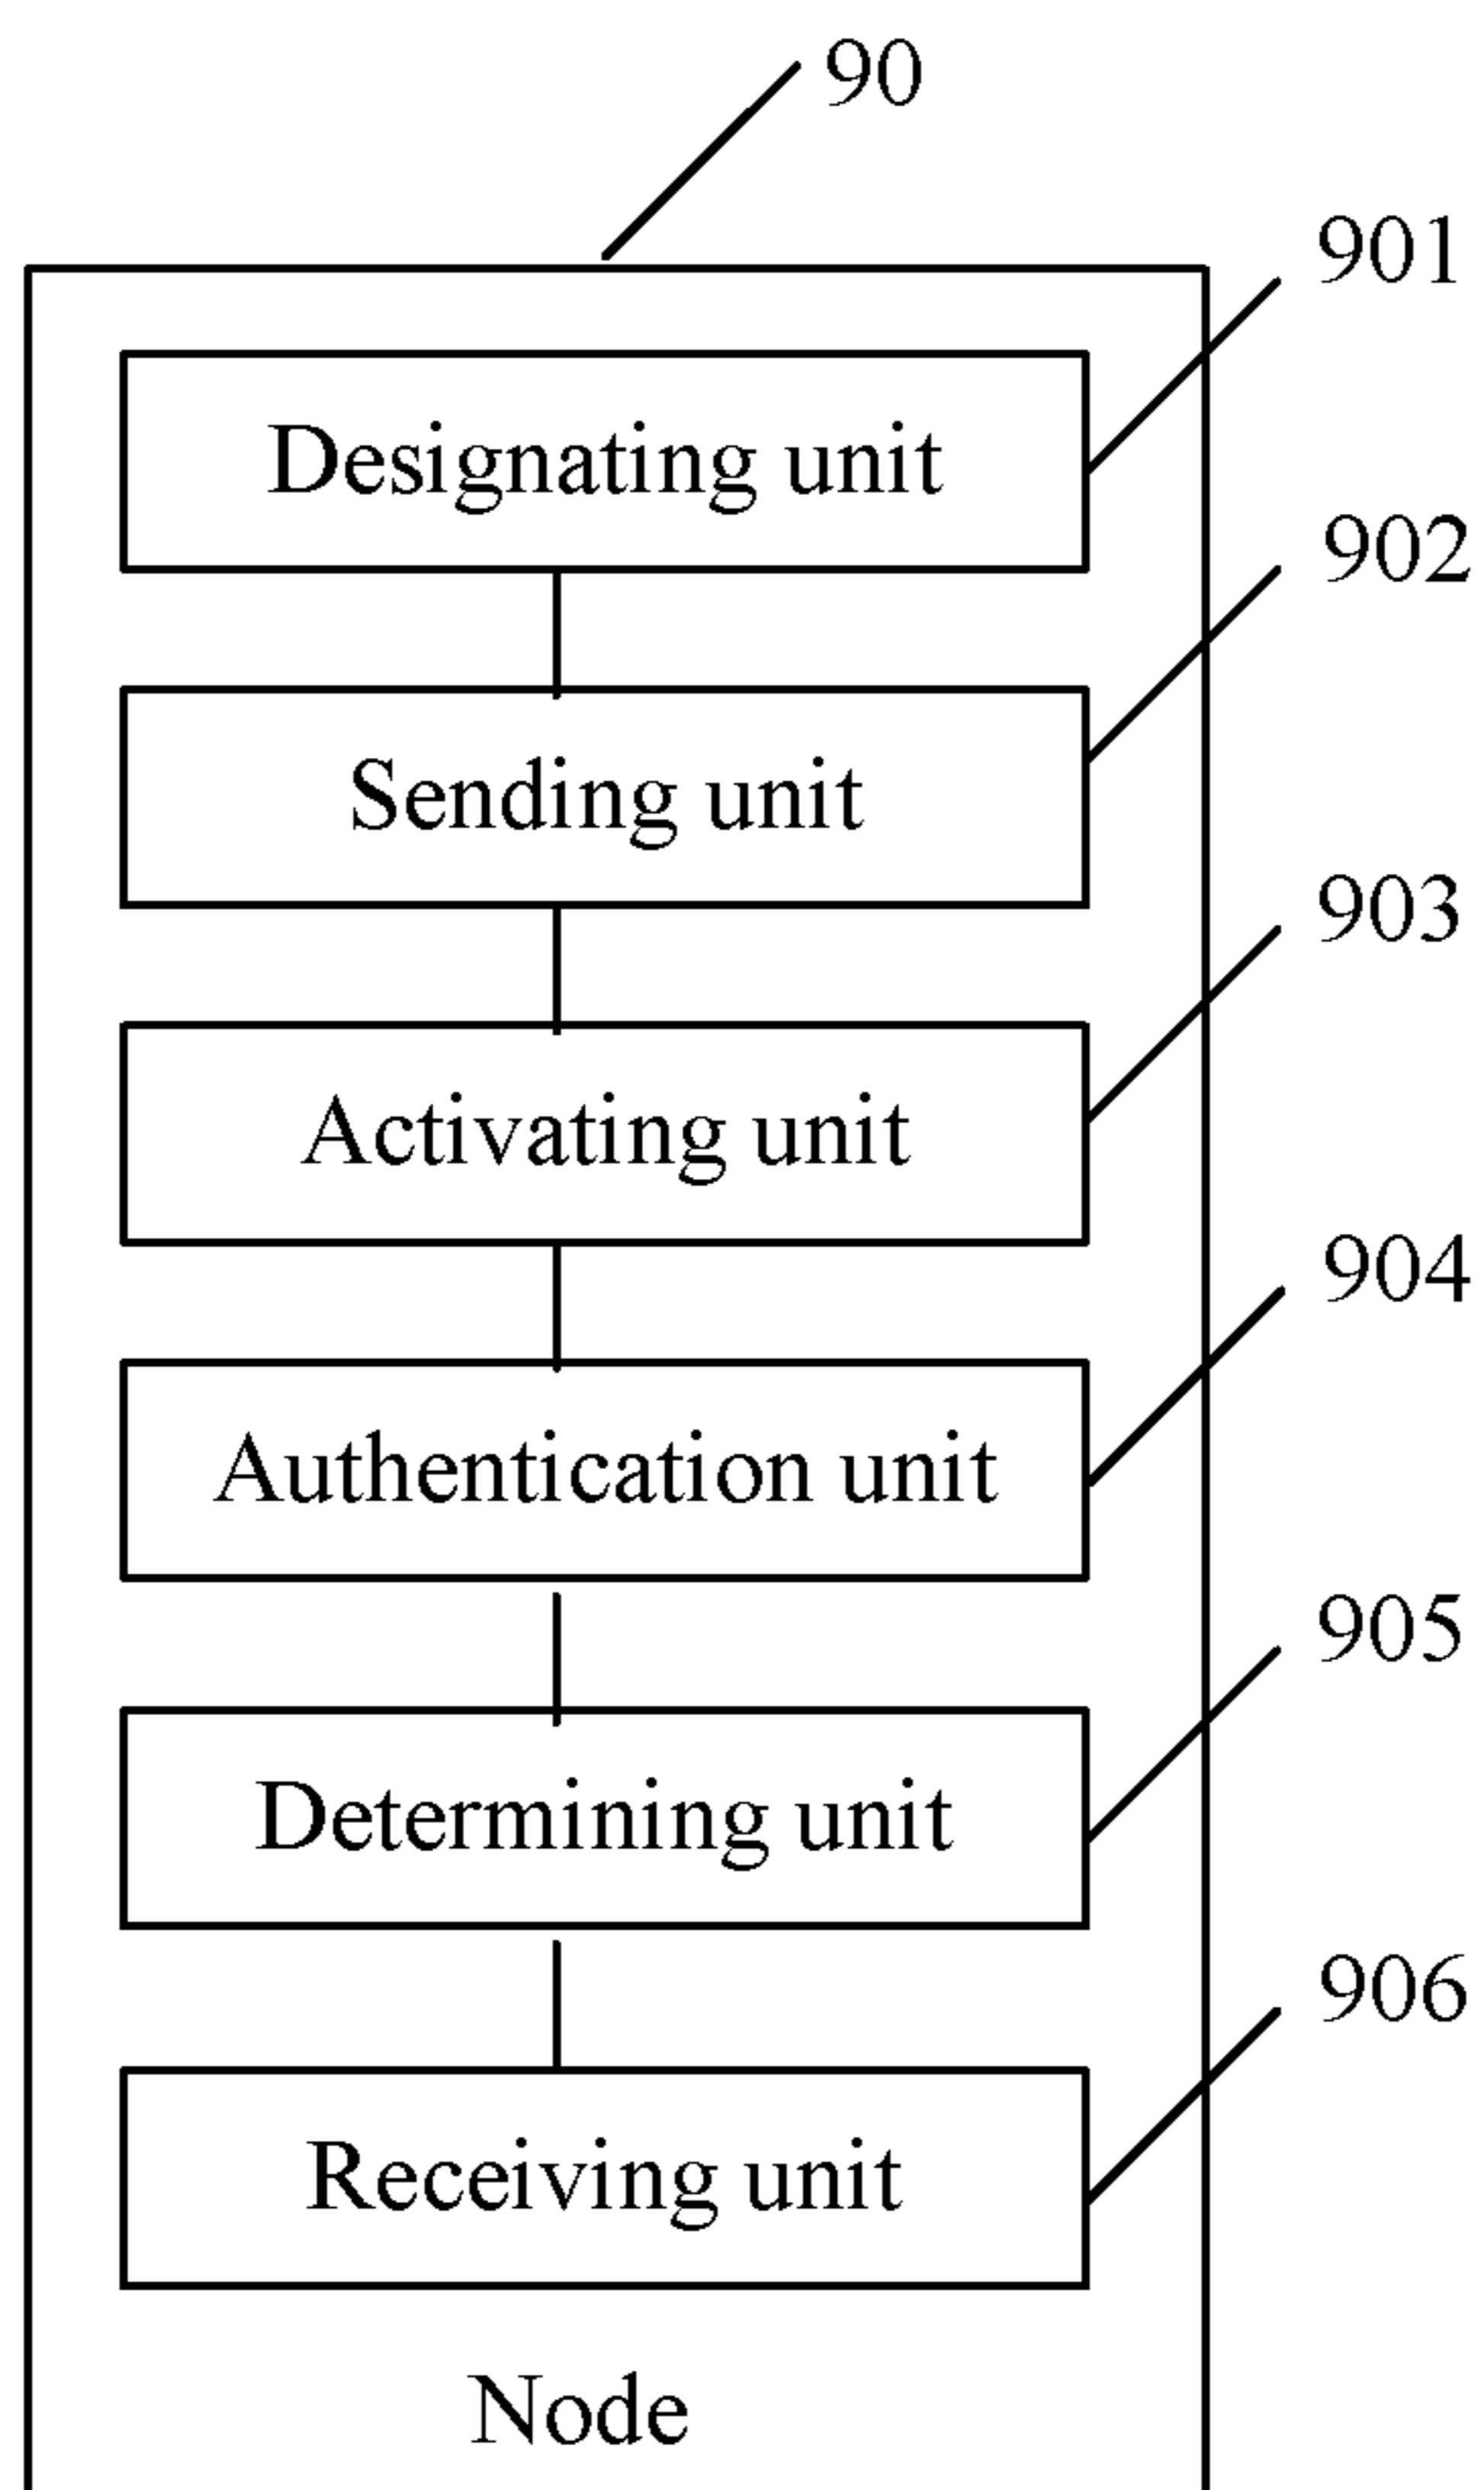 90
901
Designating unit
902
Sending unit
903
Activating unit
904
Authentication unit
905
Determining unit
906
Receiving unit
Node